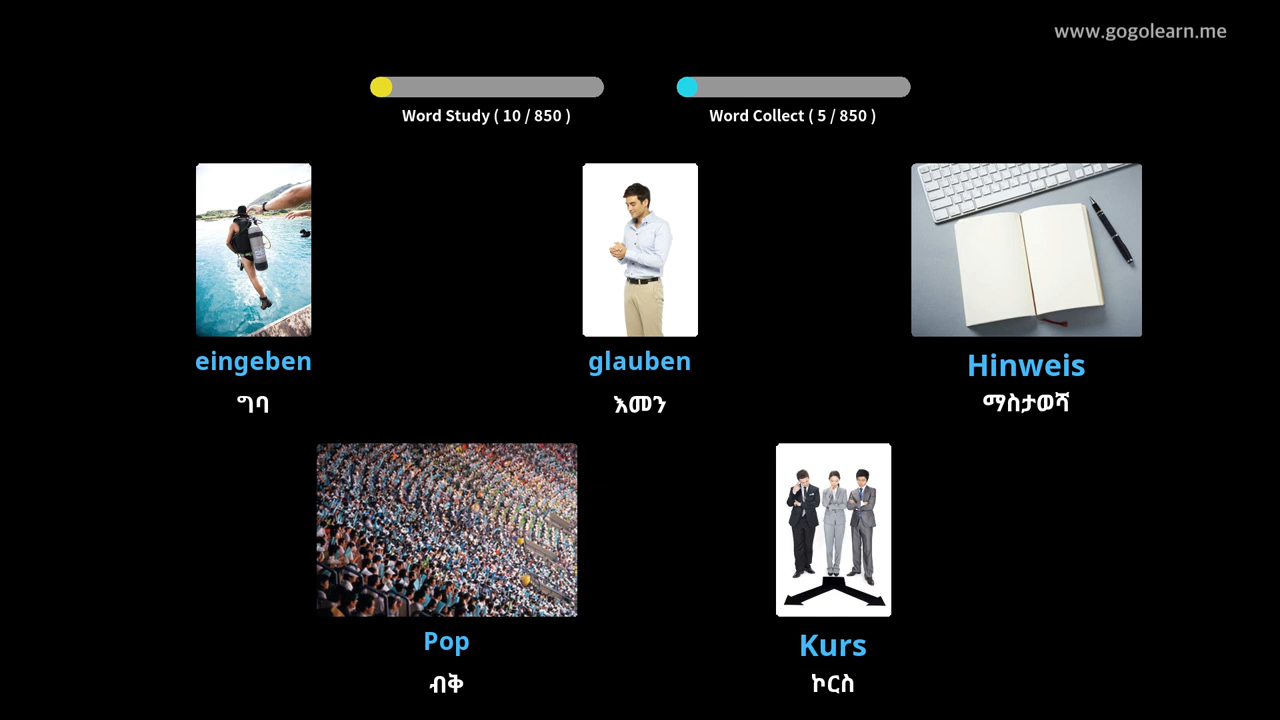 www.gogolearn.me
Word Study ( 10 / 850 )
Word Collect ( 5 / 850 )
eingeben
ግባ
glauben
እመን
Hinweis
ማስታወሻ
Pop
ብቅ
Kurs
ኮርስ